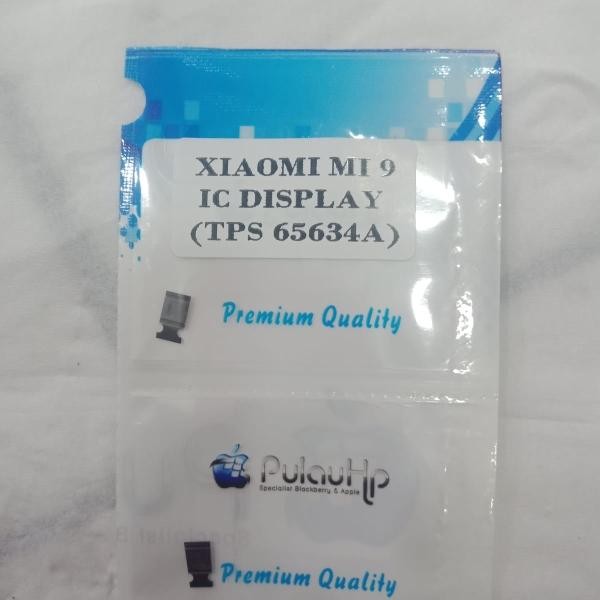 XIAOMI MI 9
IC DISPLAY
(TPS 65634A)
Premium Quality
PulauHp
Specialist Blackberry & Apple
Premium Quality